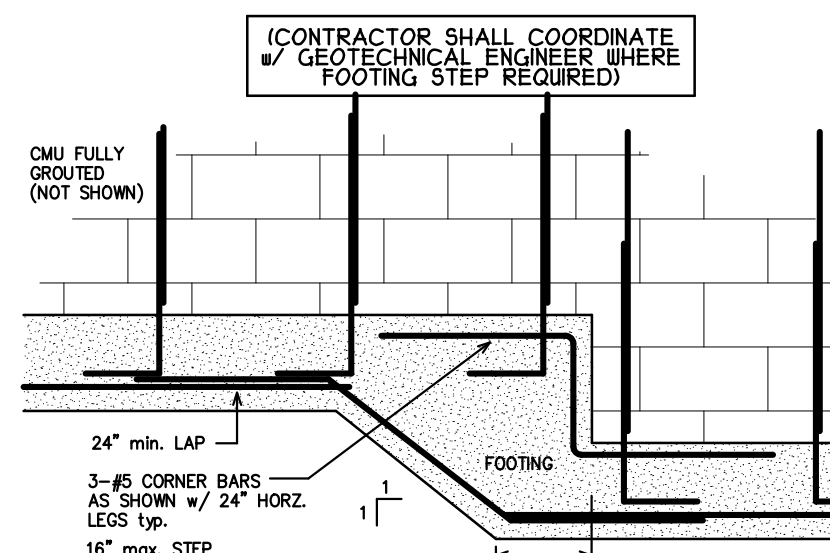 (CONTRACTOR SHALL COORDINATE
w/ GEOTECHNICAL ENGINEER WHERE
FOOTING STEP REQUIRED)
CMU FULLY
GROUTED
(NOT SHOWN)
24" min. LAP
FOOTING
3-#5 CORNER BARS
AS SHOWN w/ 24" HORZ.
LEGS typ.
1
1
16" max. STEP